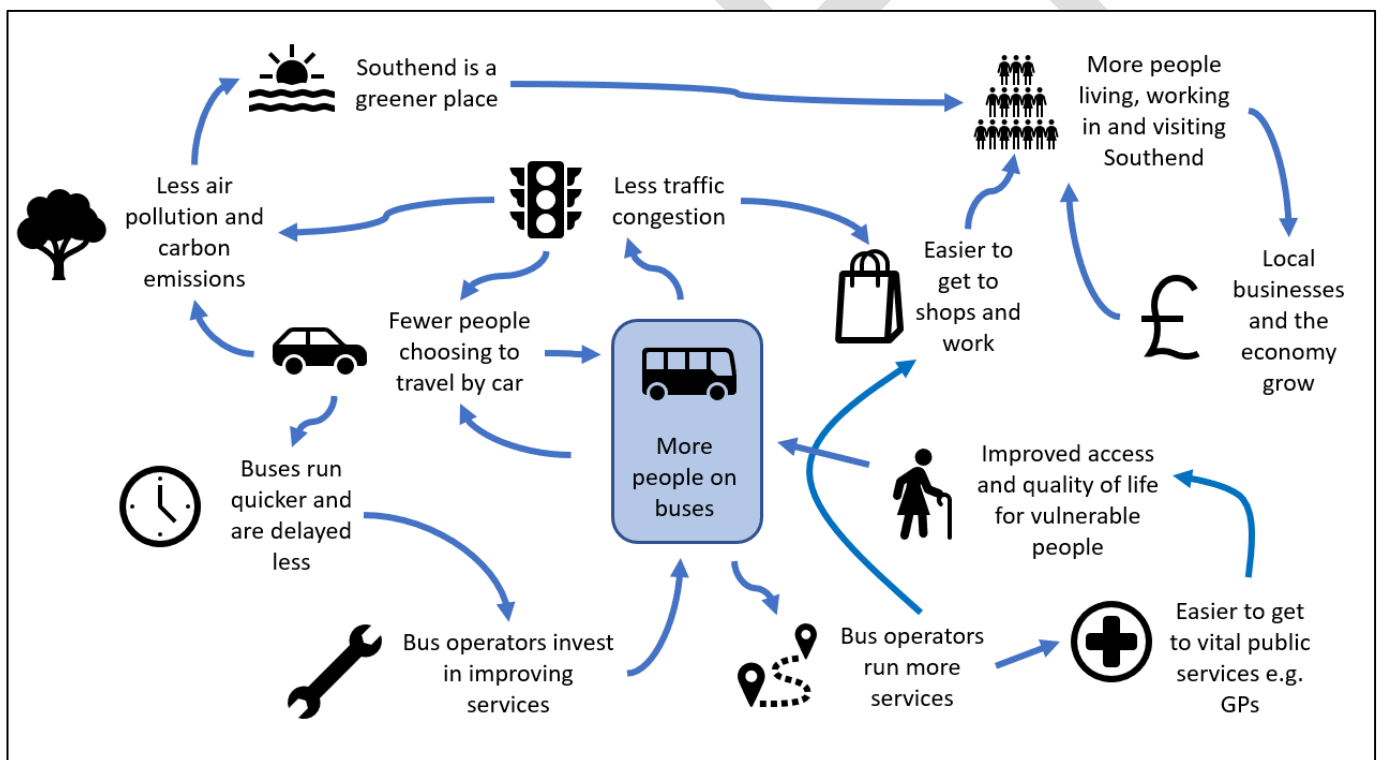 Southend is a
greener place
More people
living, working
in and visiting
Southend
Less air
pollution and
carbon
emissions
Less traffic
congestion
Easier to
get to
shops and
work
Local
businesses
and the
economy
grow
Fewer people
choosing to
travel by car
More
people on
buses
Buses run
quicker and
are delayed
less
Improved access
and quality of life
for vulnerable
people
Bus operators invest
in improving
services
Bus operators
run more
services
Easier to get
to vital public
services e.g.
GPs